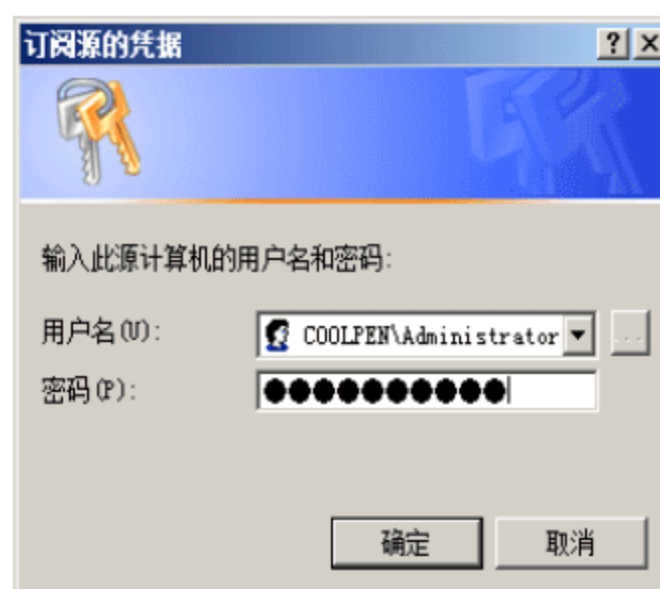 订阅源的凭据
输入此源计算机的用户名和密码:
用户名(U): COOLPEN\Administrator ...
密码(P): ●●●●●●●●●●
确定 取消